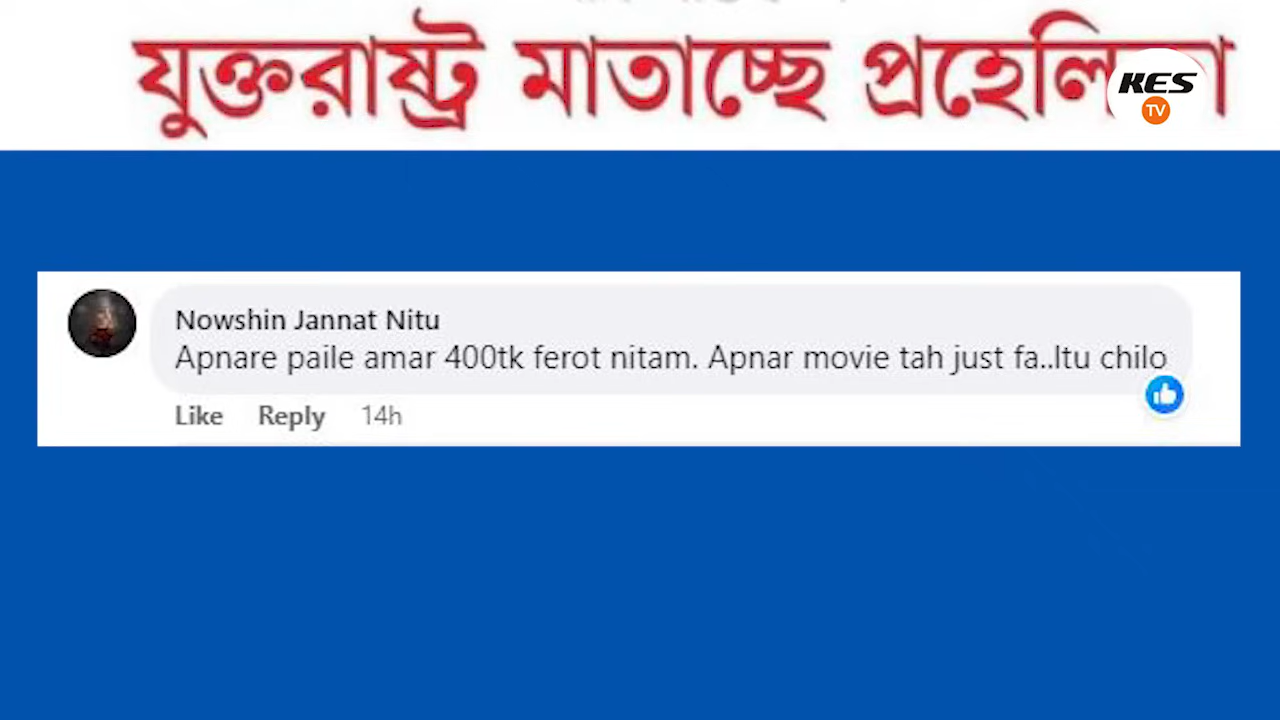 যুক্তরাষ্ট্র মাতাচ্ছে প্রহেলিকা
KES
TV
Nowshin Jannat Nitu
Apnare paile amar 400tk ferot nitam. Apnar movie tah just fa..ltu chilo
Like Reply 14h